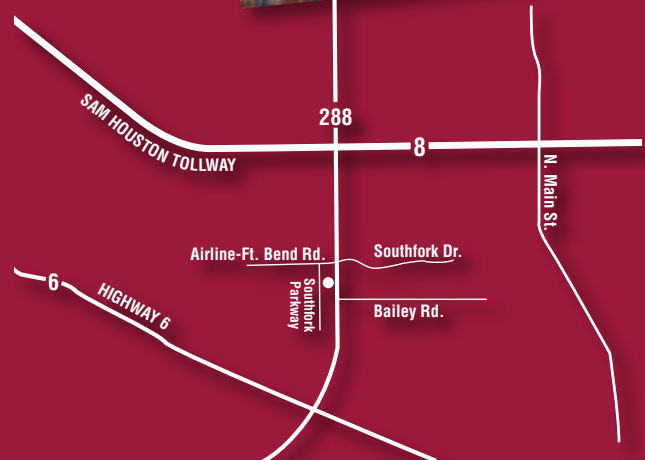 288
8
SAM HOUSTON TOLLWAY
N. Main St.
Airline-Ft. Bend Rd.
Southfork Dr.
6
HIGHWAY 6
Southfork
Parkway
Bailey Rd.